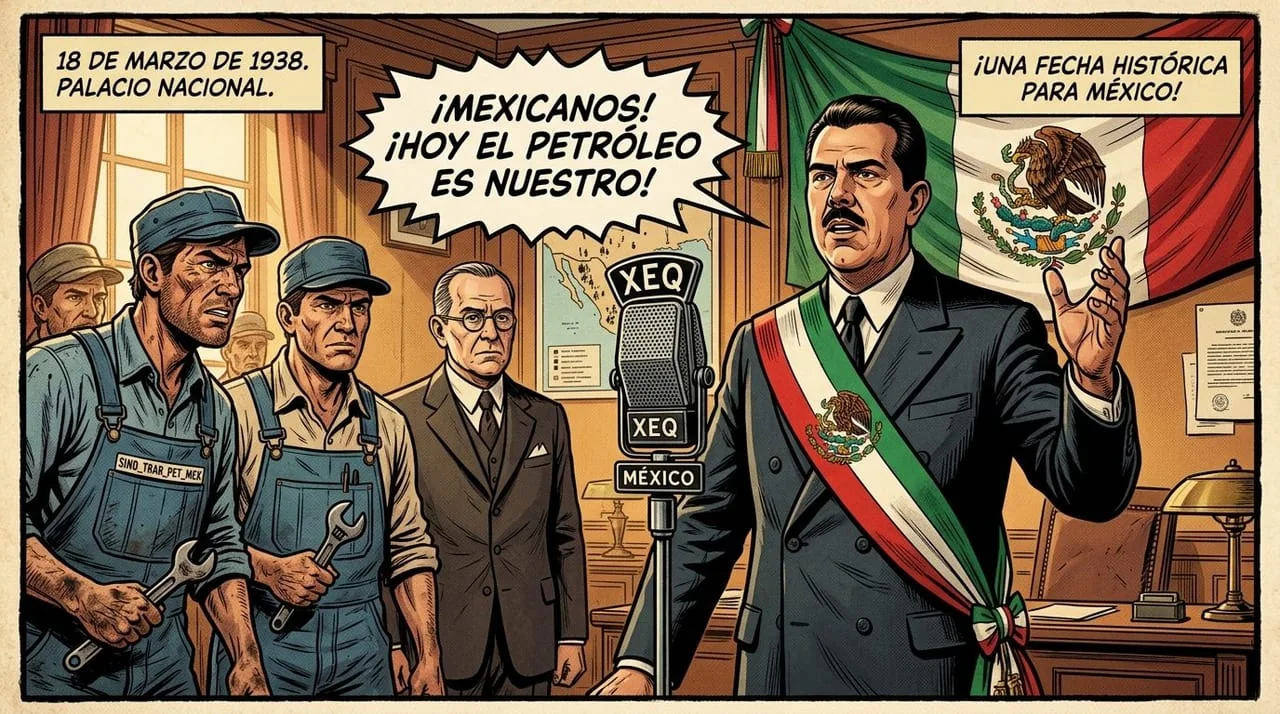 18 DE MARZO DE 1938.
PALACIO NACIONAL.
¡MEXICANOS!
¡HOY EL PETRÓLEO
ES NUESTRO!
¡UNA FECHA HISTÓRICA
PARA MÉXICO!
XEQ
XEQ
MÉXICO
SIND_TRAR_PET_MEK